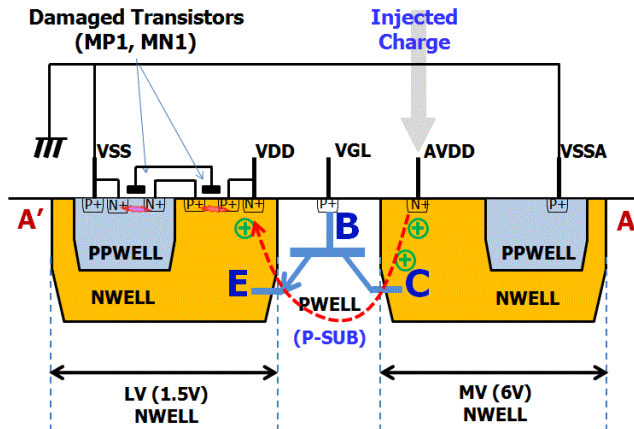 Damaged Transistors
(MP1, MN1)
Injected
Charge
VSS
VDD
VGL
AVDD
VSSA
P+
N+
N+
P+
P+
N+
P+
N+
P+
A’
A
B
E
C
PPWELL
NWELL
PWELL
(P-SUB)
PPWELL
NWELL
LV (1.5V)
NWELL
MV (6V)
NWELL